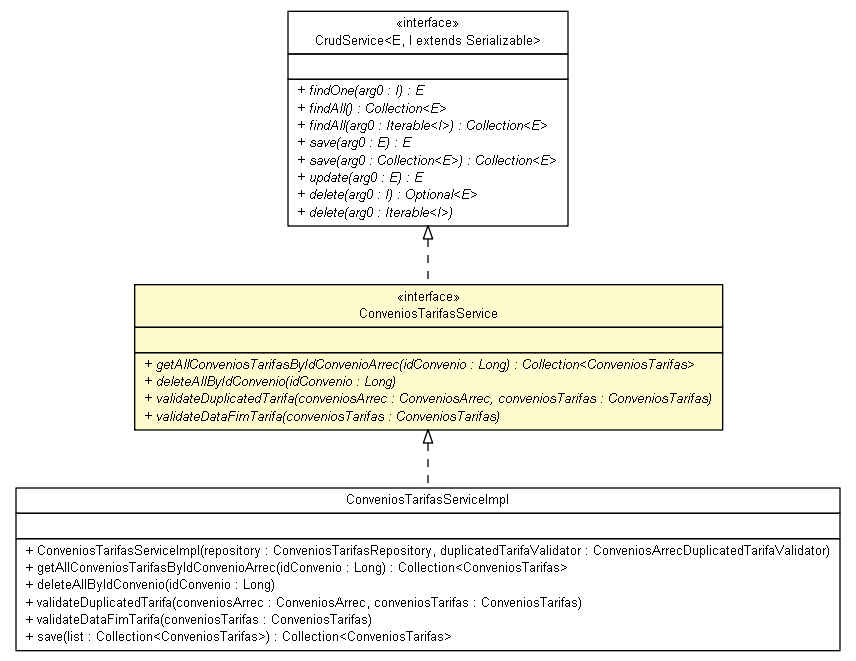 «interface»
CrudService<E, I extends Serializable>
+ findOne(arg0 : I) : E
+ findAll() : Collection<E>
+ findAll(arg0 : Iterable<I>) : Collection<E>
+ save(arg0 : E) : E
+ save(arg0 : Collection<E>) : Collection<E>
+ update(arg0 : E) : E
+ delete(arg0 : I) : Optional<E>
+ delete(arg0 : Iterable<I>)
«interface»
ConveniosTarifasService
+ getAllConveniosTarifasByIdConvenioArrec(idConvenio : Long) : Collection<ConveniosTarifas>
+ deleteAllByIdConvenio(idConvenio : Long)
+ validateDuplicatedTarifa(conveniosArrec : ConveniosArrec, conveniosTarifas : ConveniosTarifas)
+ validateDataFimTarifa(conveniosTarifas : ConveniosTarifas)
ConveniosTarifasServiceImpl
+ ConveniosTarifasServiceImpl(repository : ConveniosTarifasRepository, duplicatedTarifaValidator : ConveniosArrecDuplicatedTarifaValidator)
+ getAllConveniosTarifasByIdConvenioArrec(idConvenio : Long) : Collection<ConveniosTarifas>
+ deleteAllByIdConvenio(idConvenio : Long)
+ validateDuplicatedTarifa(conveniosArrec : ConveniosArrec, conveniosTarifas : ConveniosTarifas)
+ validateDataFimTarifa(conveniosTarifas : ConveniosTarifas)
+ save(list : Collection<ConveniosTarifas>) : Collection<ConveniosTarifas>